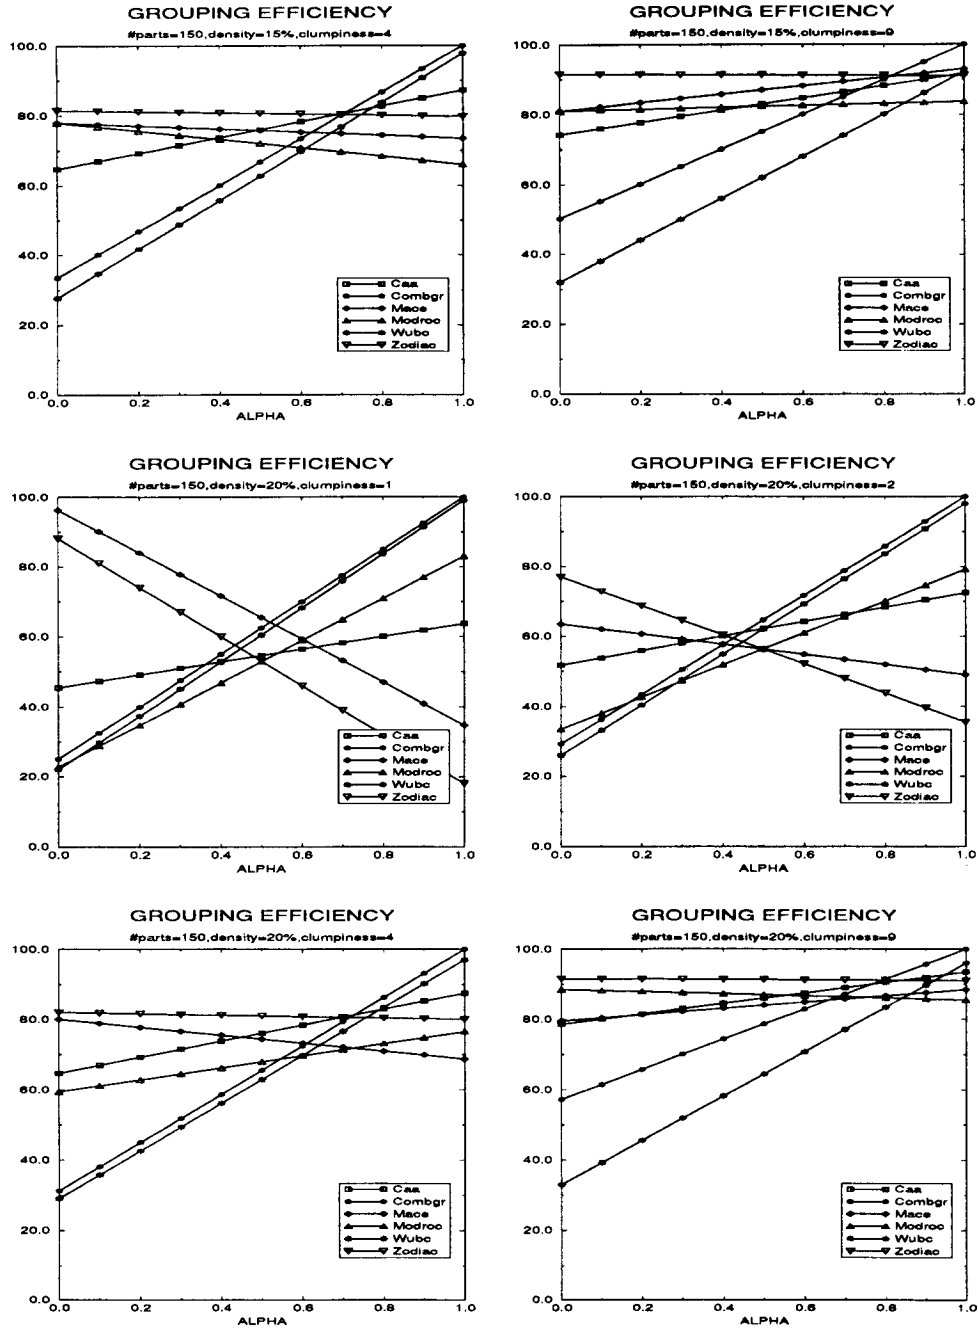 GROUPING EFFICIENCY
#parts=150,density=15%,clumpiness=4
100.0
80.0
60.0
40.0
20.0
0.0
Caa
Combgr
Mace
Modroc
Wubc
Zodiac
0.0 0.2 0.4 0.6 0.8 1.0
ALPHA
GROUPING EFFICIENCY
#parts=150,density=15%,clumpiness=9
100.0
80.0
60.0
40.0
20.0
0.0
Caa
Combgr
Mace
Modroc
Wubc
Zodiac
0.0 0.2 0.4 0.6 0.8 1.0
ALPHA
GROUPING EFFICIENCY
#parts=150,density=20%,clumpiness=1
100.0
80.0
60.0
40.0
20.0
0.0
Caa
Combgr
Mace
Modroc
Wubc
Zodiac
0.0 0.2 0.4 0.6 0.8 1.0
ALPHA
GROUPING EFFICIENCY
#parts=150,density=20%,clumpiness=2
100.0
80.0
60.0
40.0
20.0
0.0
Caa
Combgr
Mace
Modroc
Wubc
Zodiac
0.0 0.2 0.4 0.6 0.8 1.0
ALPHA
GROUPING EFFICIENCY
#parts=150,density=20%,clumpiness=4
100.0
80.0
60.0
40.0
20.0
0.0
Caa
Combgr
Mace
Modroc
Wubc
Zodiac
0.0 0.2 0.4 0.6 0.8 1.0
ALPHA
GROUPING EFFICIENCY
#parts=150,density=20%,clumpiness=9
100.0
80.0
60.0
40.0
20.0
0.0
Caa
Combgr
Mace
Modroc
Wubc
Zodiac
0.0 0.2 0.4 0.6 0.8 1.0
ALPHA